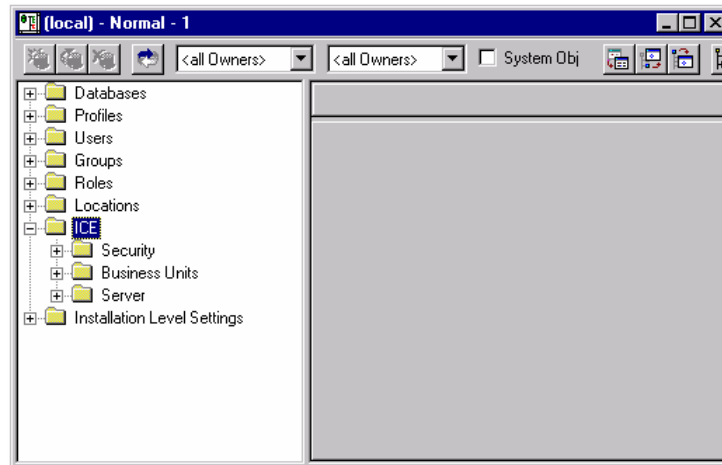 (local) - Normal - 1
<all Owners> <all Owners> System Obj
Databases
Profiles
Users
Groups
Roles
Locations
ICE
Security
Business Units
Server
Installation Level Settings